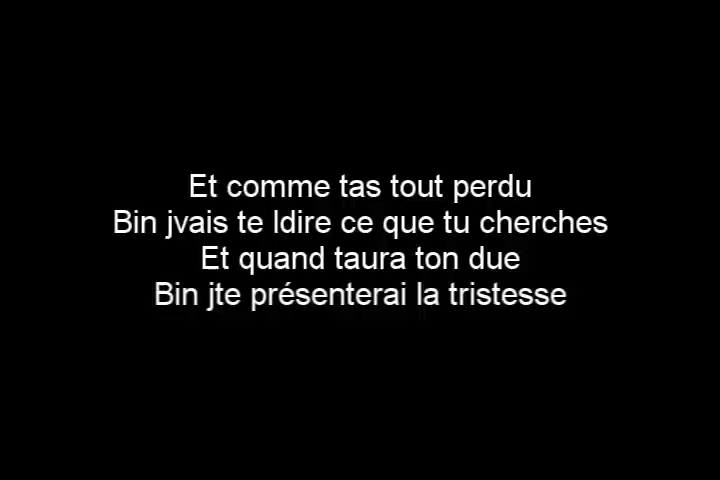 Et comme tas tout perdu
Bin jvais te ldire ce que tu cherches
Et quand taura ton due
Bin jte présenterai la tristesse